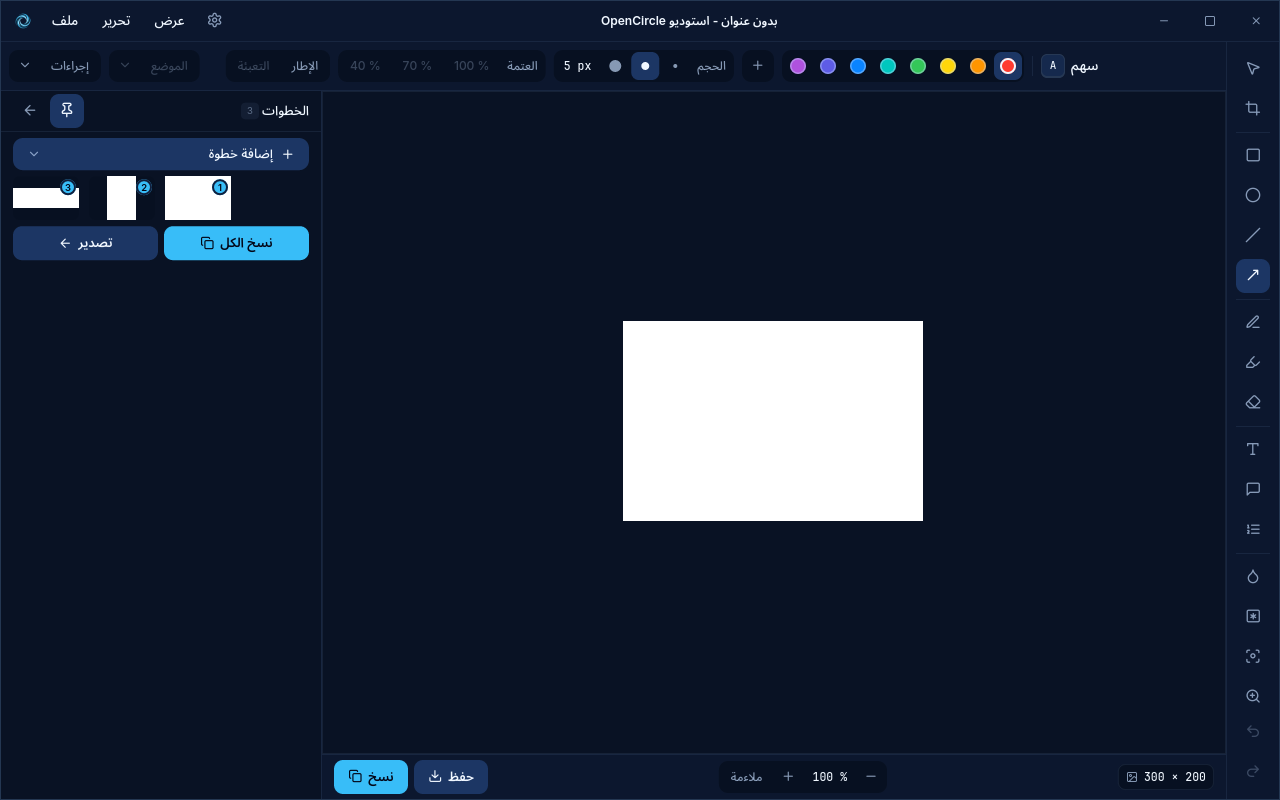 ملف تحرير عرض
بدون عنوان - استوديو OpenCircle
سهم A
الحجم 5 px
العتمة 100 % 70 % 40 %
الإطار التعبئة
الموضع
إجراءات
الخطوات 3
إضافة خطوة
1 2 3
نسخ الكل
تصدير
300 × 200
100 %
ملاءمة
حفظ
نسخ